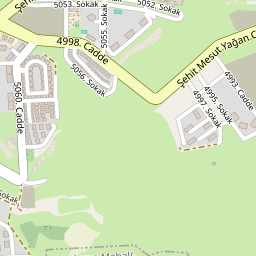 5052. Sokak
5053. Sokak
5055. Sokak
4998. Cadde
5056. Sokak
5060. Cadde
Şehit Mesut Yağan C
4993. Cadde
4995. Sokak
4997. Sokak
Sokak
Sokak